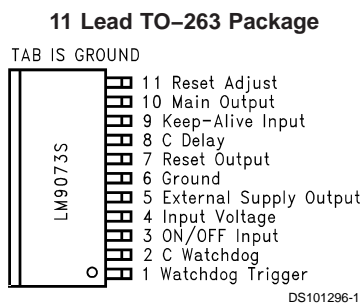 11 Lead TO–263 Package
TAB IS GROUND
LM9073S
11 Reset Adjust
10 Main Output
9 Keep–Alive Input
8 C Delay
7 Reset Output
6 Ground
5 External Supply Output
4 Input Voltage
3 ON/OFF Input
2 C Watchdog
1 Watchdog Trigger
DS101296-1